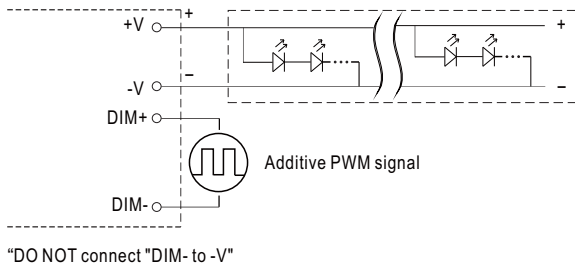 +V + +
-V – –
DIM+
Additive PWM signal
DIM-
“DO NOT connect "DIM- to -V"